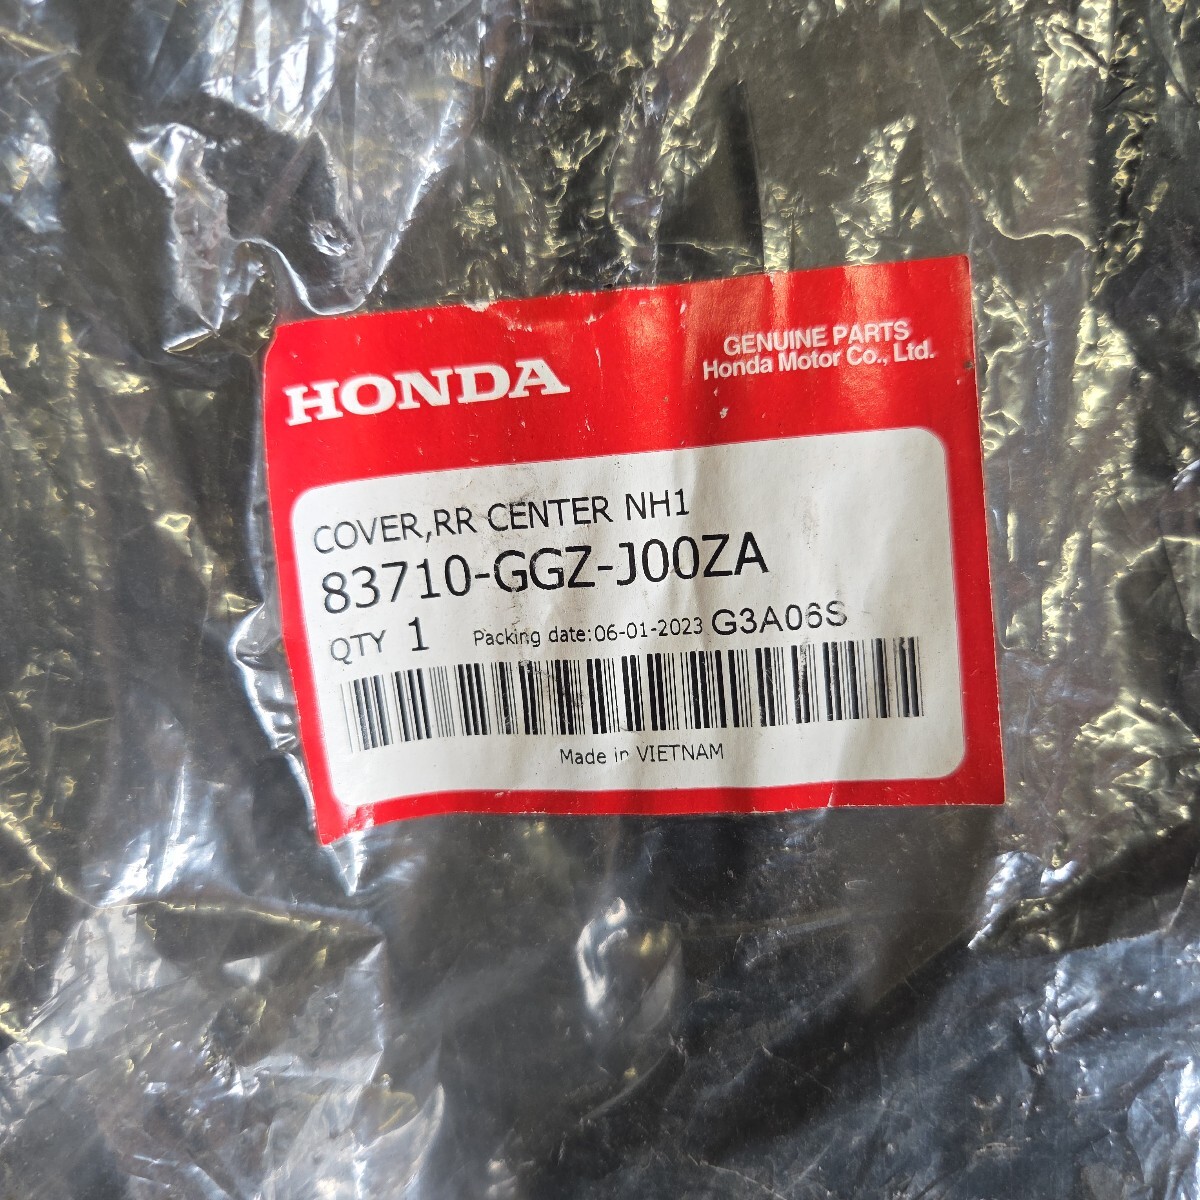 HONDA
GENUINE PARTS
Honda Motor Co., Ltd.
COVER,RR CENTER NH1
83710-GGZ-J00ZA
QTY 1 Packing date:06-01-2023 G3A06S
Made in VIETNAM